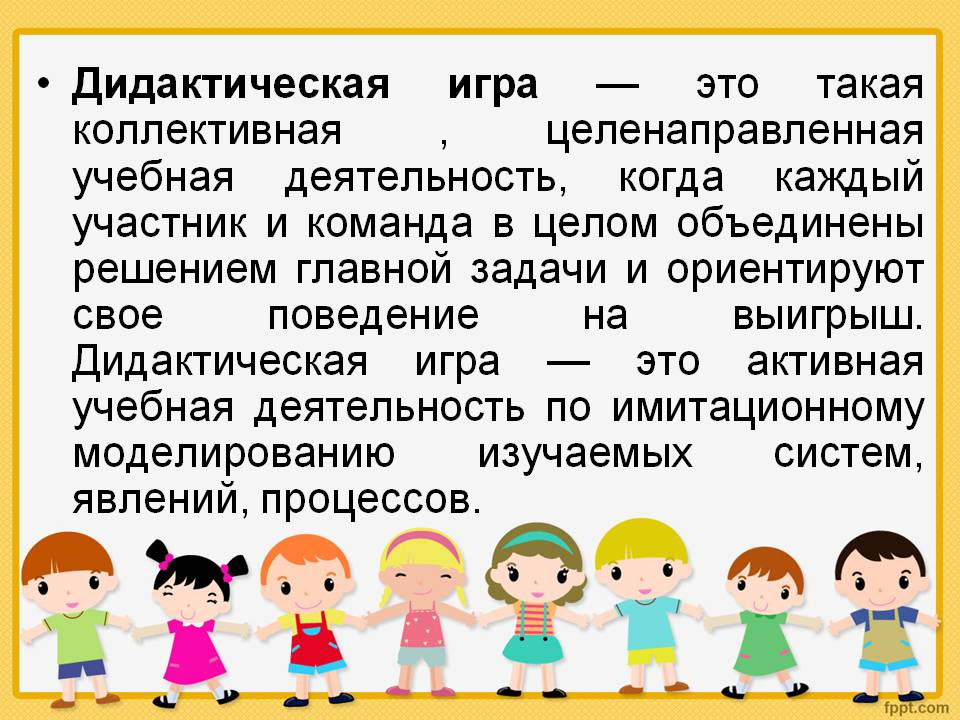 • Дидактическая игра — это такая
коллективная , целенаправленная
учебная деятельность, когда каждый
участник и команда в целом объединены
решением главной задачи и ориентируют
свое поведение на выигрыш.
Дидактическая игра — это активная
учебная деятельность по имитационному
моделированию изучаемых систем,
явлений, процессов.
fppt.com